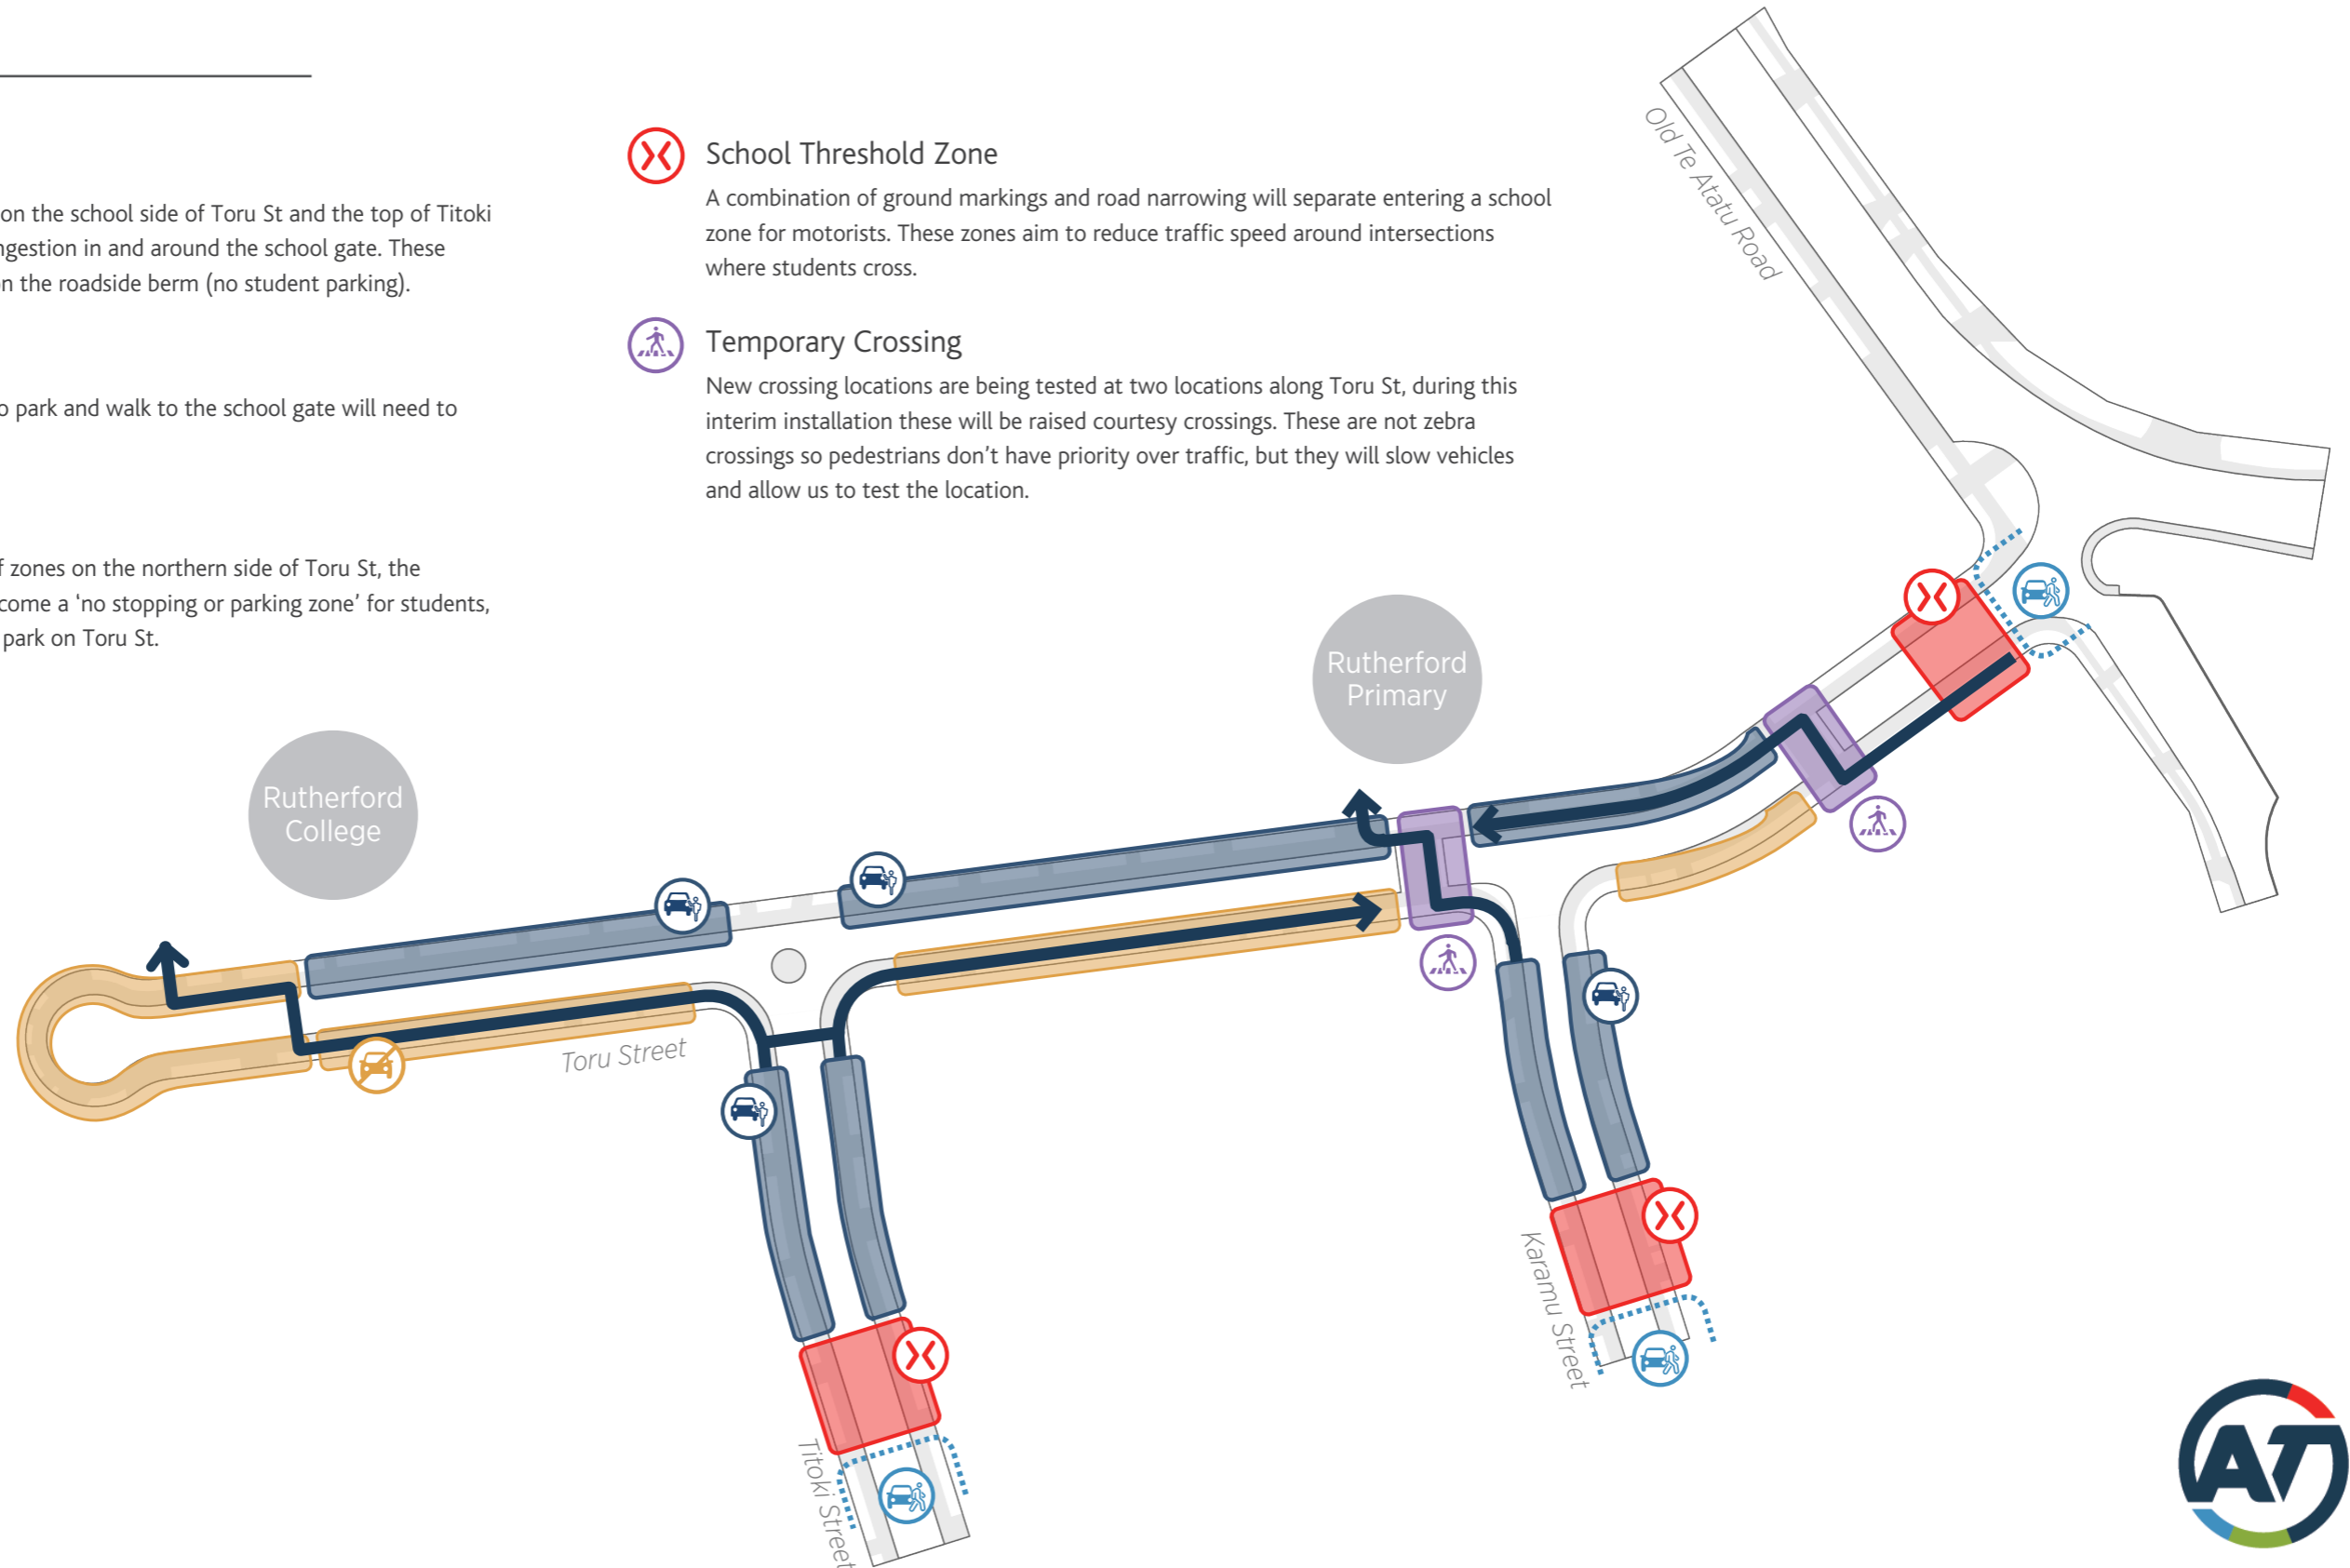 on the school side of Toru St and the top of Titoki
ngestion in and around the school gate. These
n the roadside berm (no student parking).
o park and walk to the school gate will need to
f zones on the northern side of Toru St, the
come a ‘no stopping or parking zone’ for students,
park on Toru St.
School Threshold Zone
A combination of ground markings and road narrowing will separate entering a school
zone for motorists. These zones aim to reduce traffic speed around intersections
where students cross.
Temporary Crossing
New crossing locations are being tested at two locations along Toru St, during this
interim installation these will be raised courtesy crossings. These are not zebra
crossings so pedestrians don’t have priority over traffic, but they will slow vehicles
and allow us to test the location.
Old Te Atatu Road
Rutherford
Primary
Rutherford
College
Toru Street
Karamu Street
Titoki Street
AT